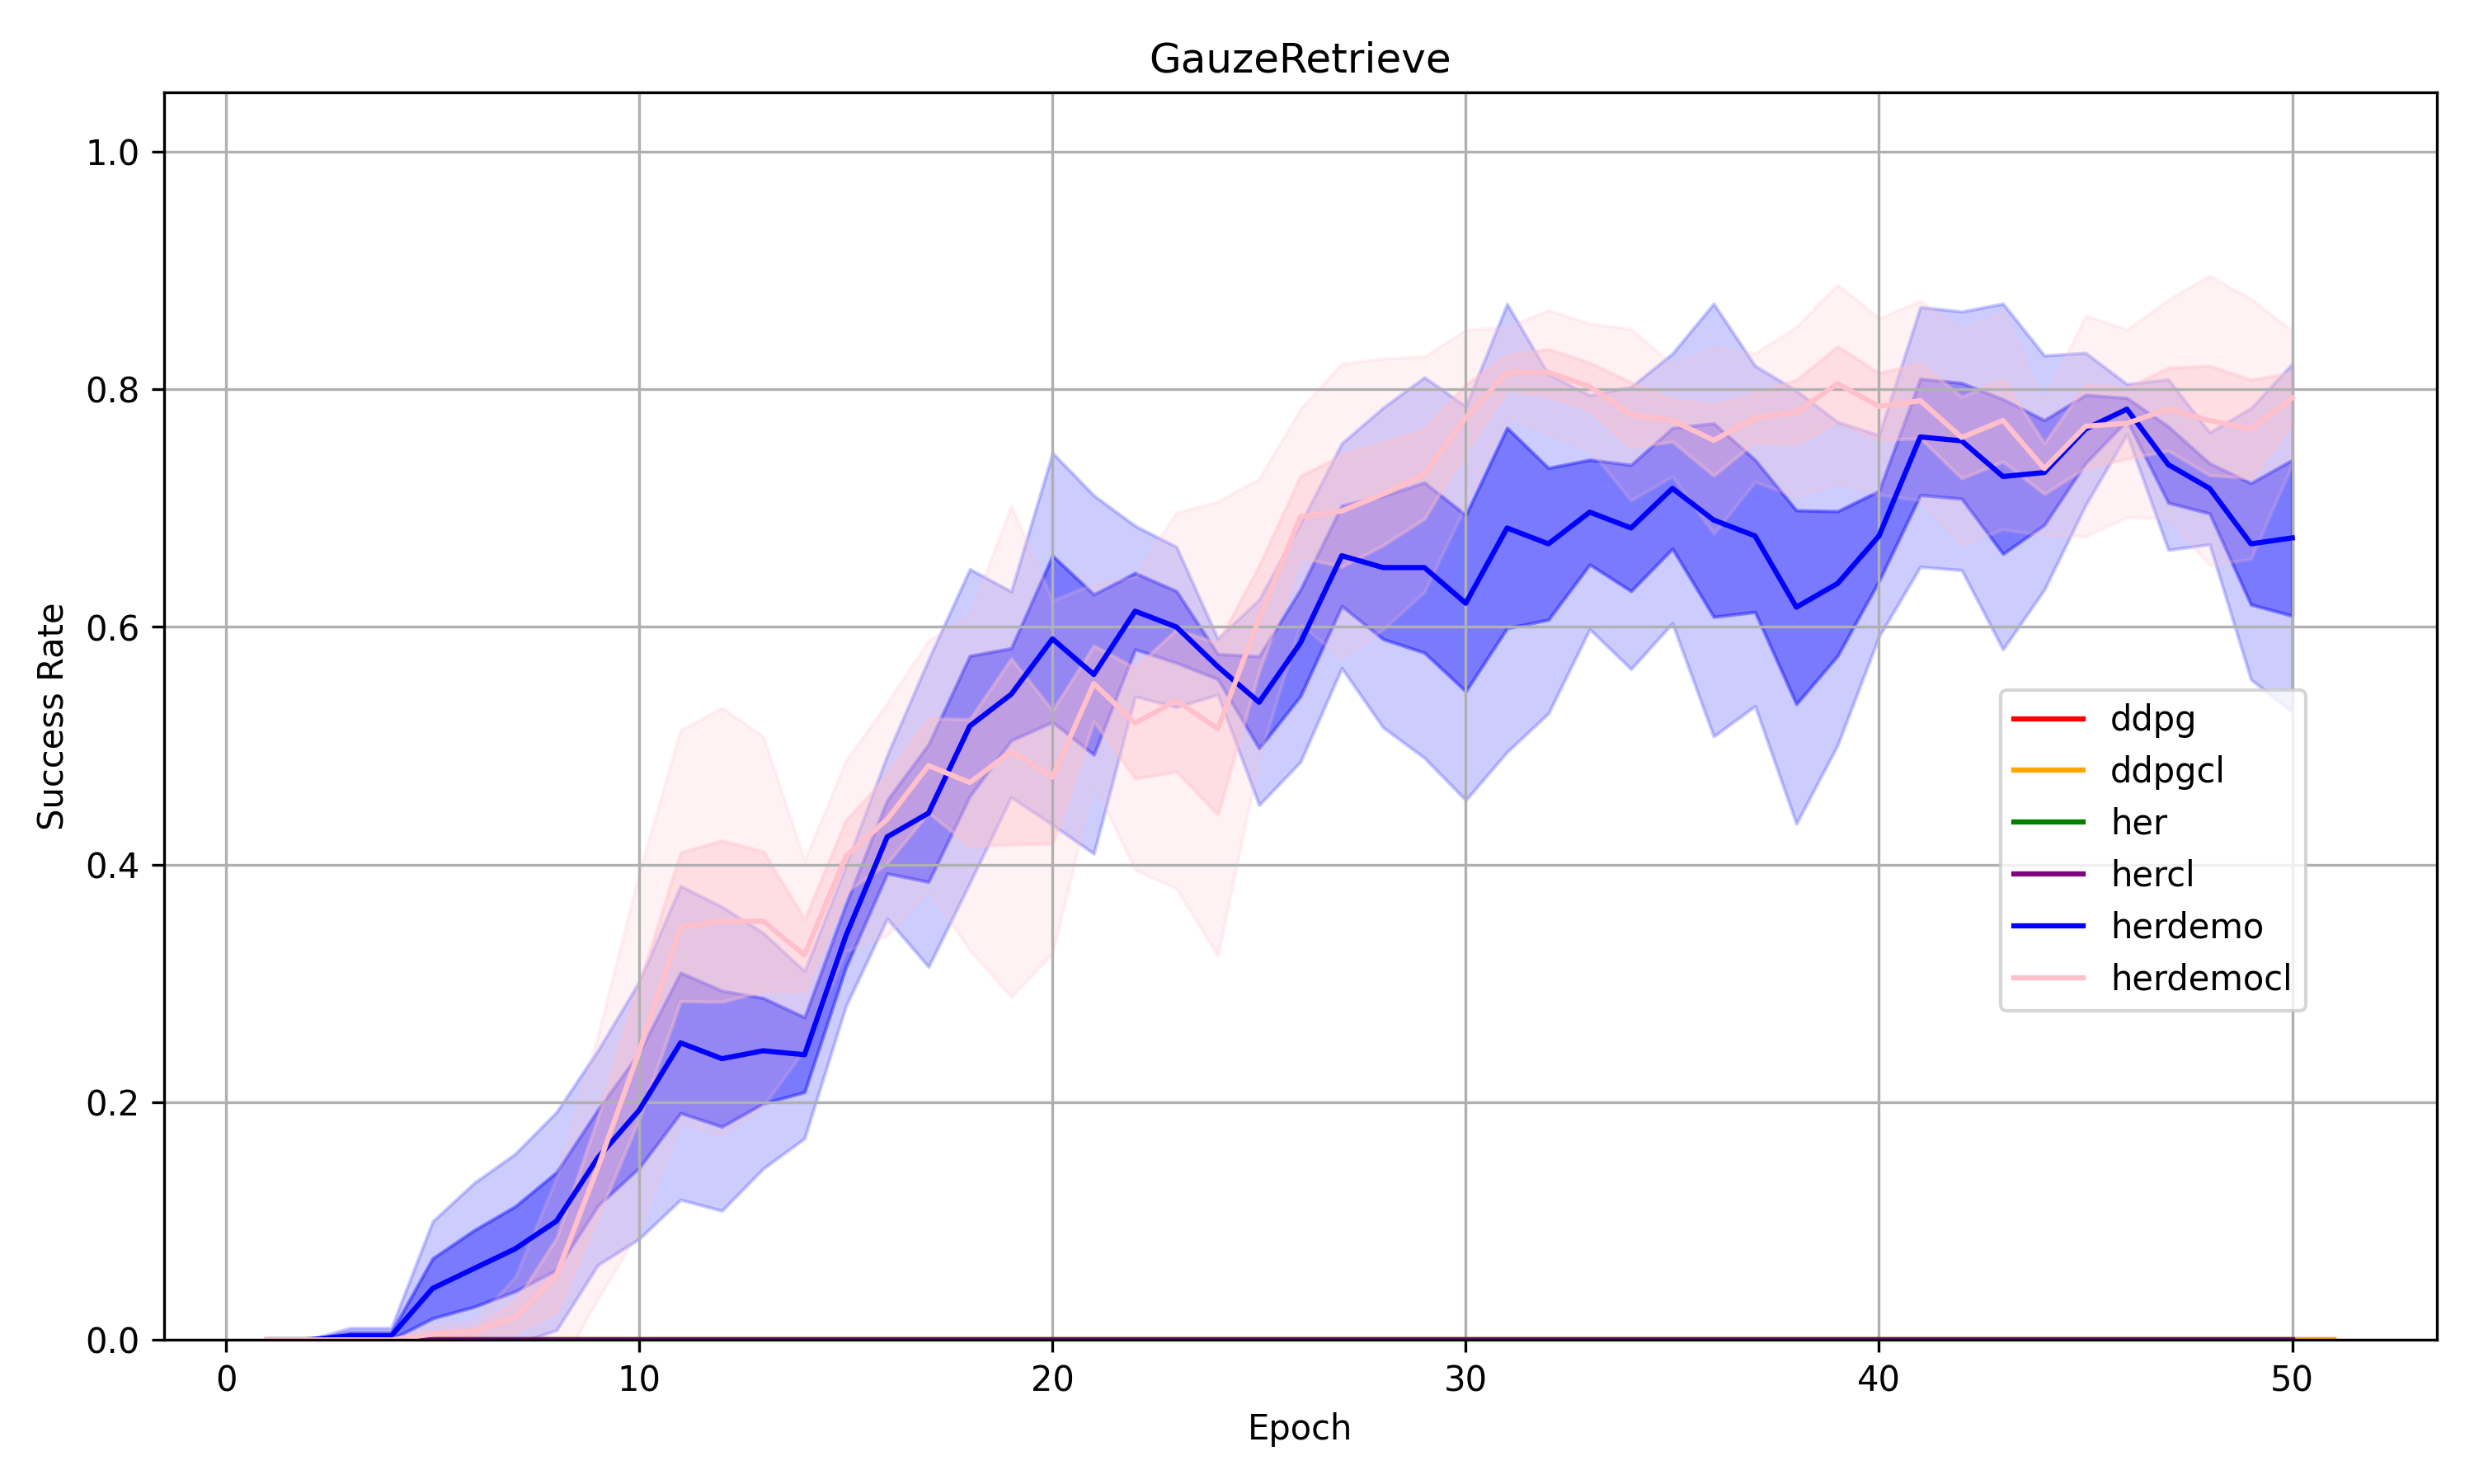 GauzeRetrieve
1.0
0.8
0.6
0.4
0.2
0.0
Success Rate
0 10 20 30 40 50
Epoch
ddpg
ddpgcl
her
hercl
herdemo
herdemocl